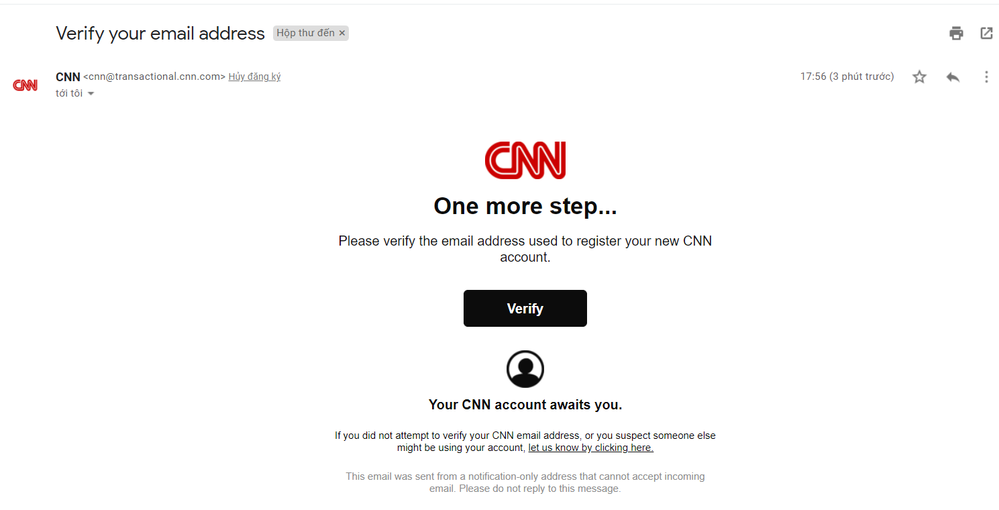 Verify your email address Hộp thư đến ×
CNN
CNN <cnn@transactional.cnn.com> Hủy đăng ký 17:56 (3 phút trước)
tới tôi
CNN
One more step...
Please verify the email address used to register your new CNN
account.
Verify
Your CNN account awaits you.
If you did not attempt to verify your CNN email address, or you suspect someone else
might be using your account, let us know by clicking here.
This email was sent from a notification-only address that cannot accept incoming
email. Please do not reply to this message.